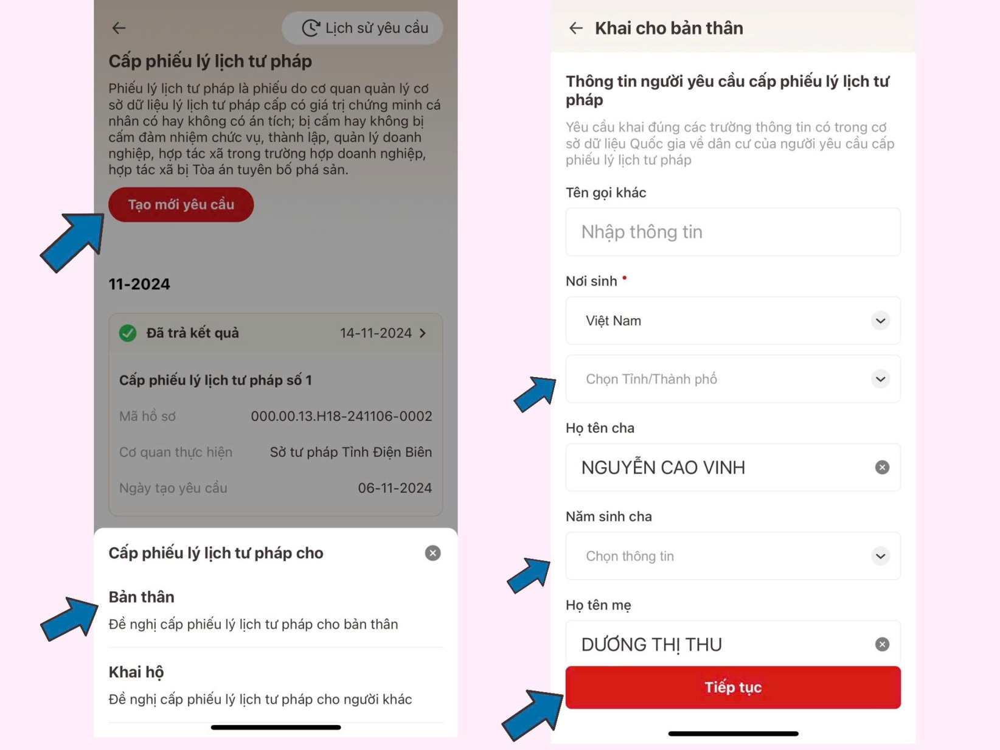 Lịch sử yêu cầu
Cấp phiếu lý lịch tư pháp
Phiếu lý lịch tư pháp là phiếu do cơ quan quản lý cơ
sở dữ liệu lý lịch tư pháp cấp có giá trị chứng minh cá
nhân có hay không có án tích; bị cấm hay không bị
cấm đảm nhiệm chức vụ, thành lập, quản lý doanh
nghiệp, hợp tác xã trong trường hợp doanh nghiệp,
hợp tác xã bị Tòa án tuyên bố phá sản.
Tạo mới yêu cầu
11-2024
Đã trả kết quả 14-11-2024
Cấp phiếu lý lịch tư pháp số 1
Mã hồ sơ 000.00.13.H18-241106-0002
Cơ quan thực hiện Sở tư pháp Tỉnh Điện Biên
Ngày tạo yêu cầu 06-11-2024
Cấp phiếu lý lịch tư pháp cho
Bản thân
Đề nghị cấp phiếu lý lịch tư pháp cho bản thân
Khai hộ
Đề nghị cấp phiếu lý lịch tư pháp cho người khác
Khai cho bản thân
Thông tin người yêu cầu cấp phiếu lý lịch tư
pháp
Yêu cầu khai đúng các trường thông tin có trong cơ
sở dữ liệu Quốc gia về dân cư của người yêu cầu cấp
phiếu lý lịch tư pháp
Tên gọi khác
Nhập thông tin
Nơi sinh
Việt Nam
Chọn Tỉnh/Thành phố
Họ tên cha
NGUYỄN CAO VINH
Năm sinh cha
Chọn thông tin
Họ tên mẹ
DƯƠNG THỊ THU
Tiếp tục